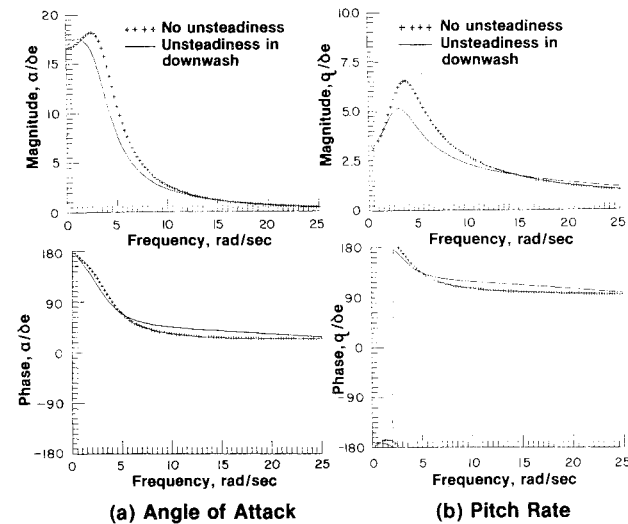 2.0
15
10
5
0
Magnitude, α/δe
++++ No unsteadiness
Unsteadiness in
downwash
0 5 10 15 20 25
Frequency, rad/sec
10.0
7.5
5.0
2.5
0
Magnitude, q/δe
++++ No unsteadiness
Unsteadiness in
downwash
0 5 10 15 20 25
Frequency, rad/sec
180
90
0
-90
-180
Phase, α/δe
0 5 10 15 20 25
Frequency, rad/sec
(a) Angle of Attack
180
90
0
-90
-180
Phase, q/δe
0 5 10 15 20 25
Frequency, rad/sec
(b) Pitch Rate